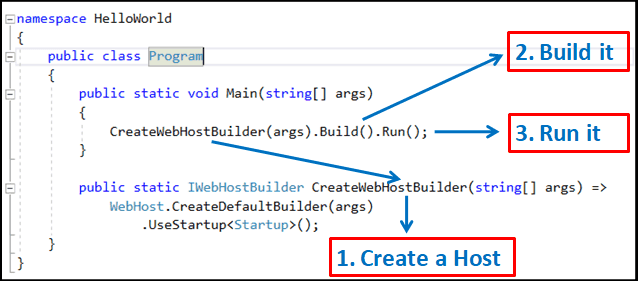 namespace HelloWorld
{
public class Program
{
public static void Main(string[] args)
{
CreateWebHostBuilder(args).Build().Run();
}
public static IWebHostBuilder CreateWebHostBuilder(string[] args) =>
WebHost.CreateDefaultBuilder(args)
.UseStartup<Startup>();
}
}
2. Build it
3. Run it
1. Create a Host